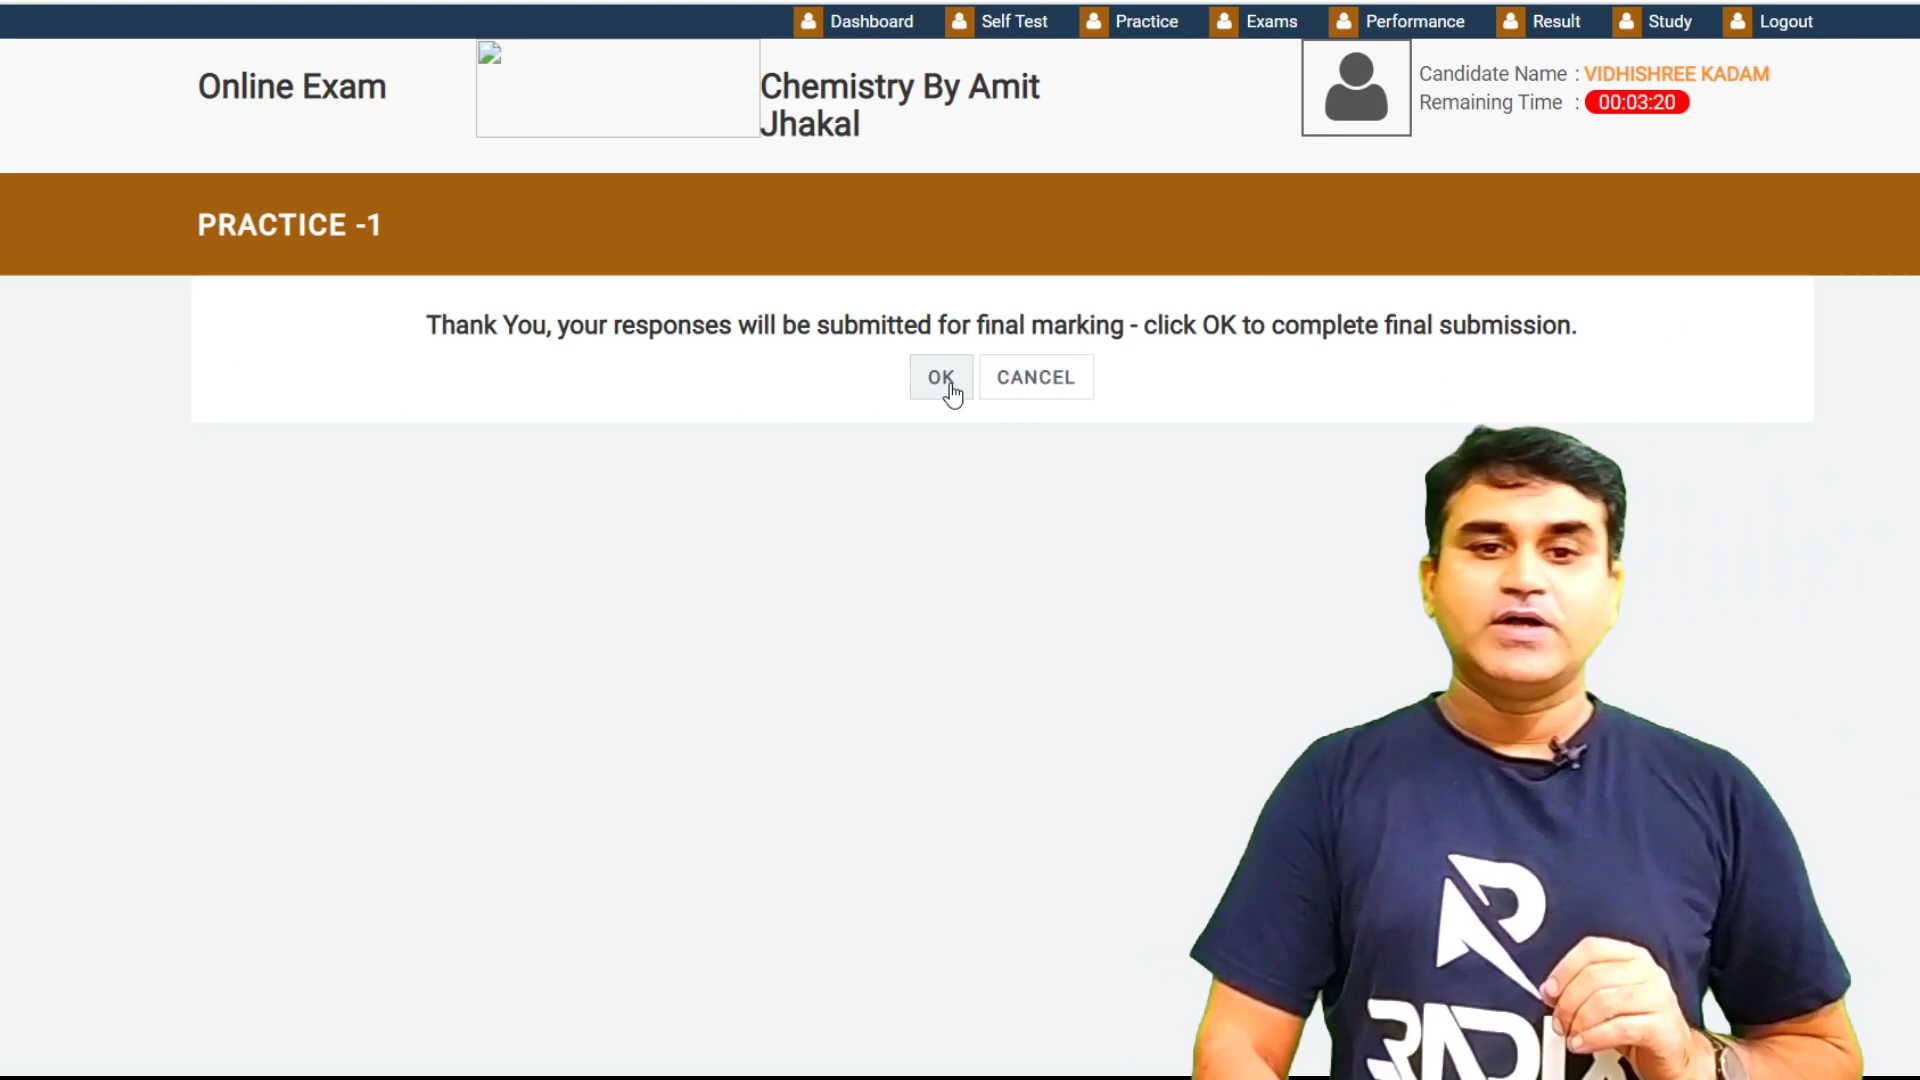 Dashboard Self Test Practice Exams Performance Result Study Logout
Online Exam
Chemistry By Amit
Jhakal
Candidate Name : VIDHISHREE KADAM
Remaining Time : 00:03:20
PRACTICE -1
Thank You, your responses will be submitted for final marking - click OK to complete final submission.
OK CANCEL